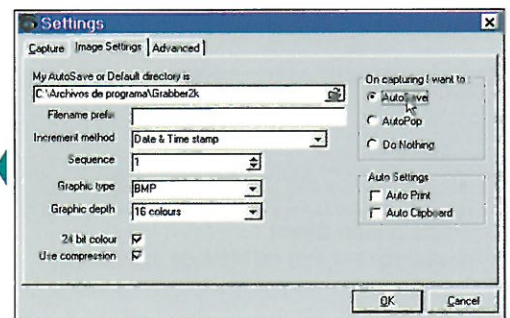 Settings
Capture Image Settings Advanced
My AutoSave or Default directory is
C:\Archivos de programa\Grabber2k
Filename prefix
Increment method Date & Time stamp
Sequence 1
Graphic type BMP
Graphic depth 16 colours
24 bit colour
Use compression
On capturing I want to :
AutoSave
AutoPop
Do Nothing
Auto Settings
Auto Print
Auto Clipboard
OK Cancel